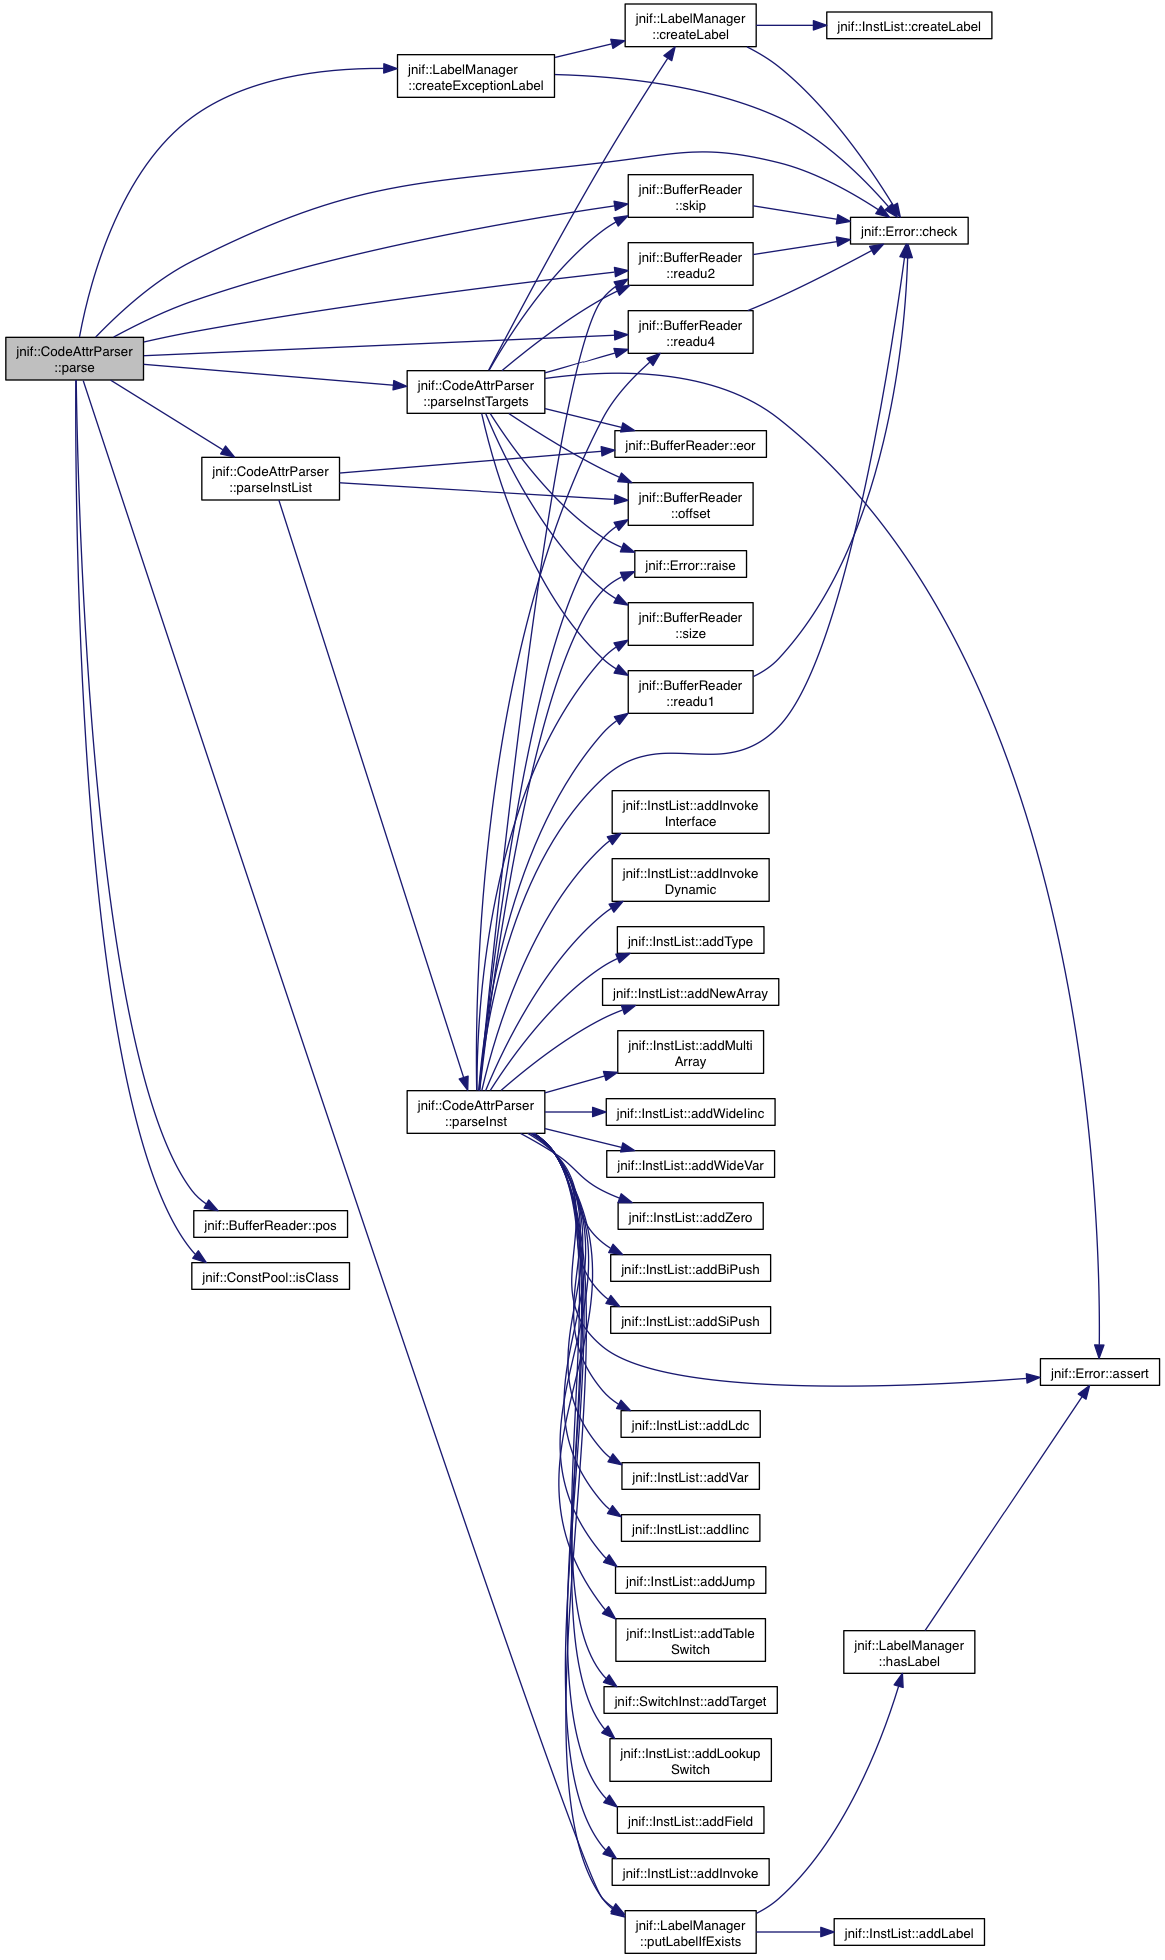 jnif::LabelManager
::createLabel
jnif::InstList::createLabel
jnif::LabelManager
::createExceptionLabel
jnif::BufferReader
::skip
jnif::Error::check
jnif::BufferReader
::readu2
jnif::BufferReader
::readu4
jnif::CodeAttrParser
::parse
jnif::CodeAttrParser
::parseInstTargets
jnif::BufferReader::eor
jnif::CodeAttrParser
::parseInstList
jnif::BufferReader
::offset
jnif::Error::raise
jnif::BufferReader
::size
jnif::BufferReader
::readu1
jnif::InstList::addInvoke
Interface
jnif::InstList::addInvoke
Dynamic
jnif::InstList::addType
jnif::InstList::addNewArray
jnif::InstList::addMulti
Array
jnif::CodeAttrParser
::parseInst
jnif::InstList::addWideIinc
jnif::InstList::addWideVar
jnif::InstList::addZero
jnif::BufferReader::pos
jnif::InstList::addBiPush
jnif::ConstPool::isClass
jnif::InstList::addSiPush
jnif::Error::assert
jnif::InstList::addLdc
jnif::InstList::addVar
jnif::InstList::addIinc
jnif::InstList::addJump
jnif::InstList::addTable
Switch
jnif::LabelManager
::hasLabel
jnif::SwitchInst::addTarget
jnif::InstList::addLookup
Switch
jnif::InstList::addField
jnif::InstList::addInvoke
jnif::LabelManager
::putLabelIfExists
jnif::InstList::addLabel